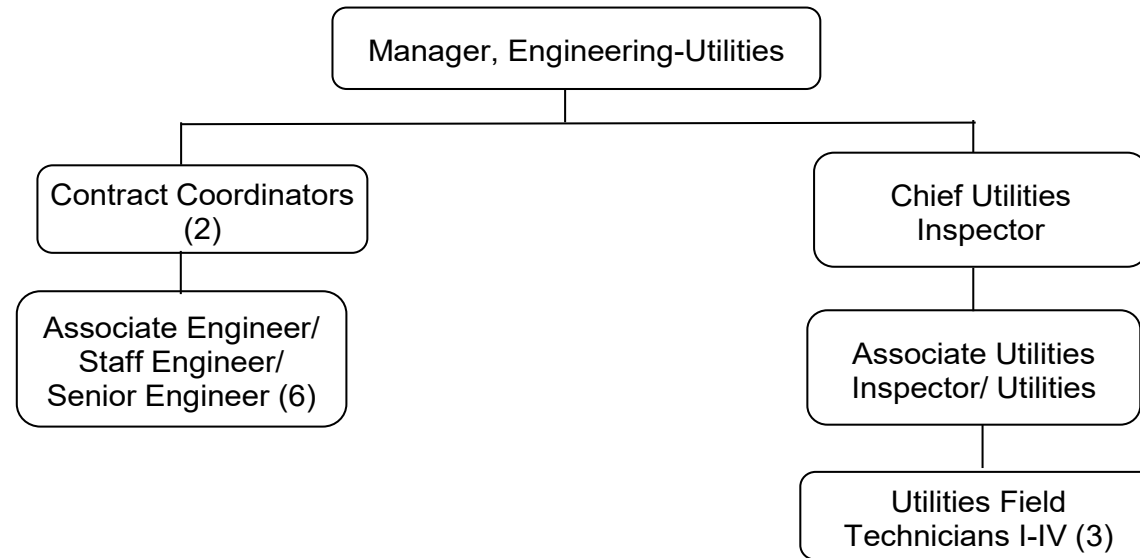 Manager, Engineering-Utilities
Contract Coordinators
(2)
Chief Utilities
Inspector
Associate Engineer/
Staff Engineer/
Senior Engineer (6)
Associate Utilities
Inspector/ Utilities
Utilities Field
Technicians I-IV (3)